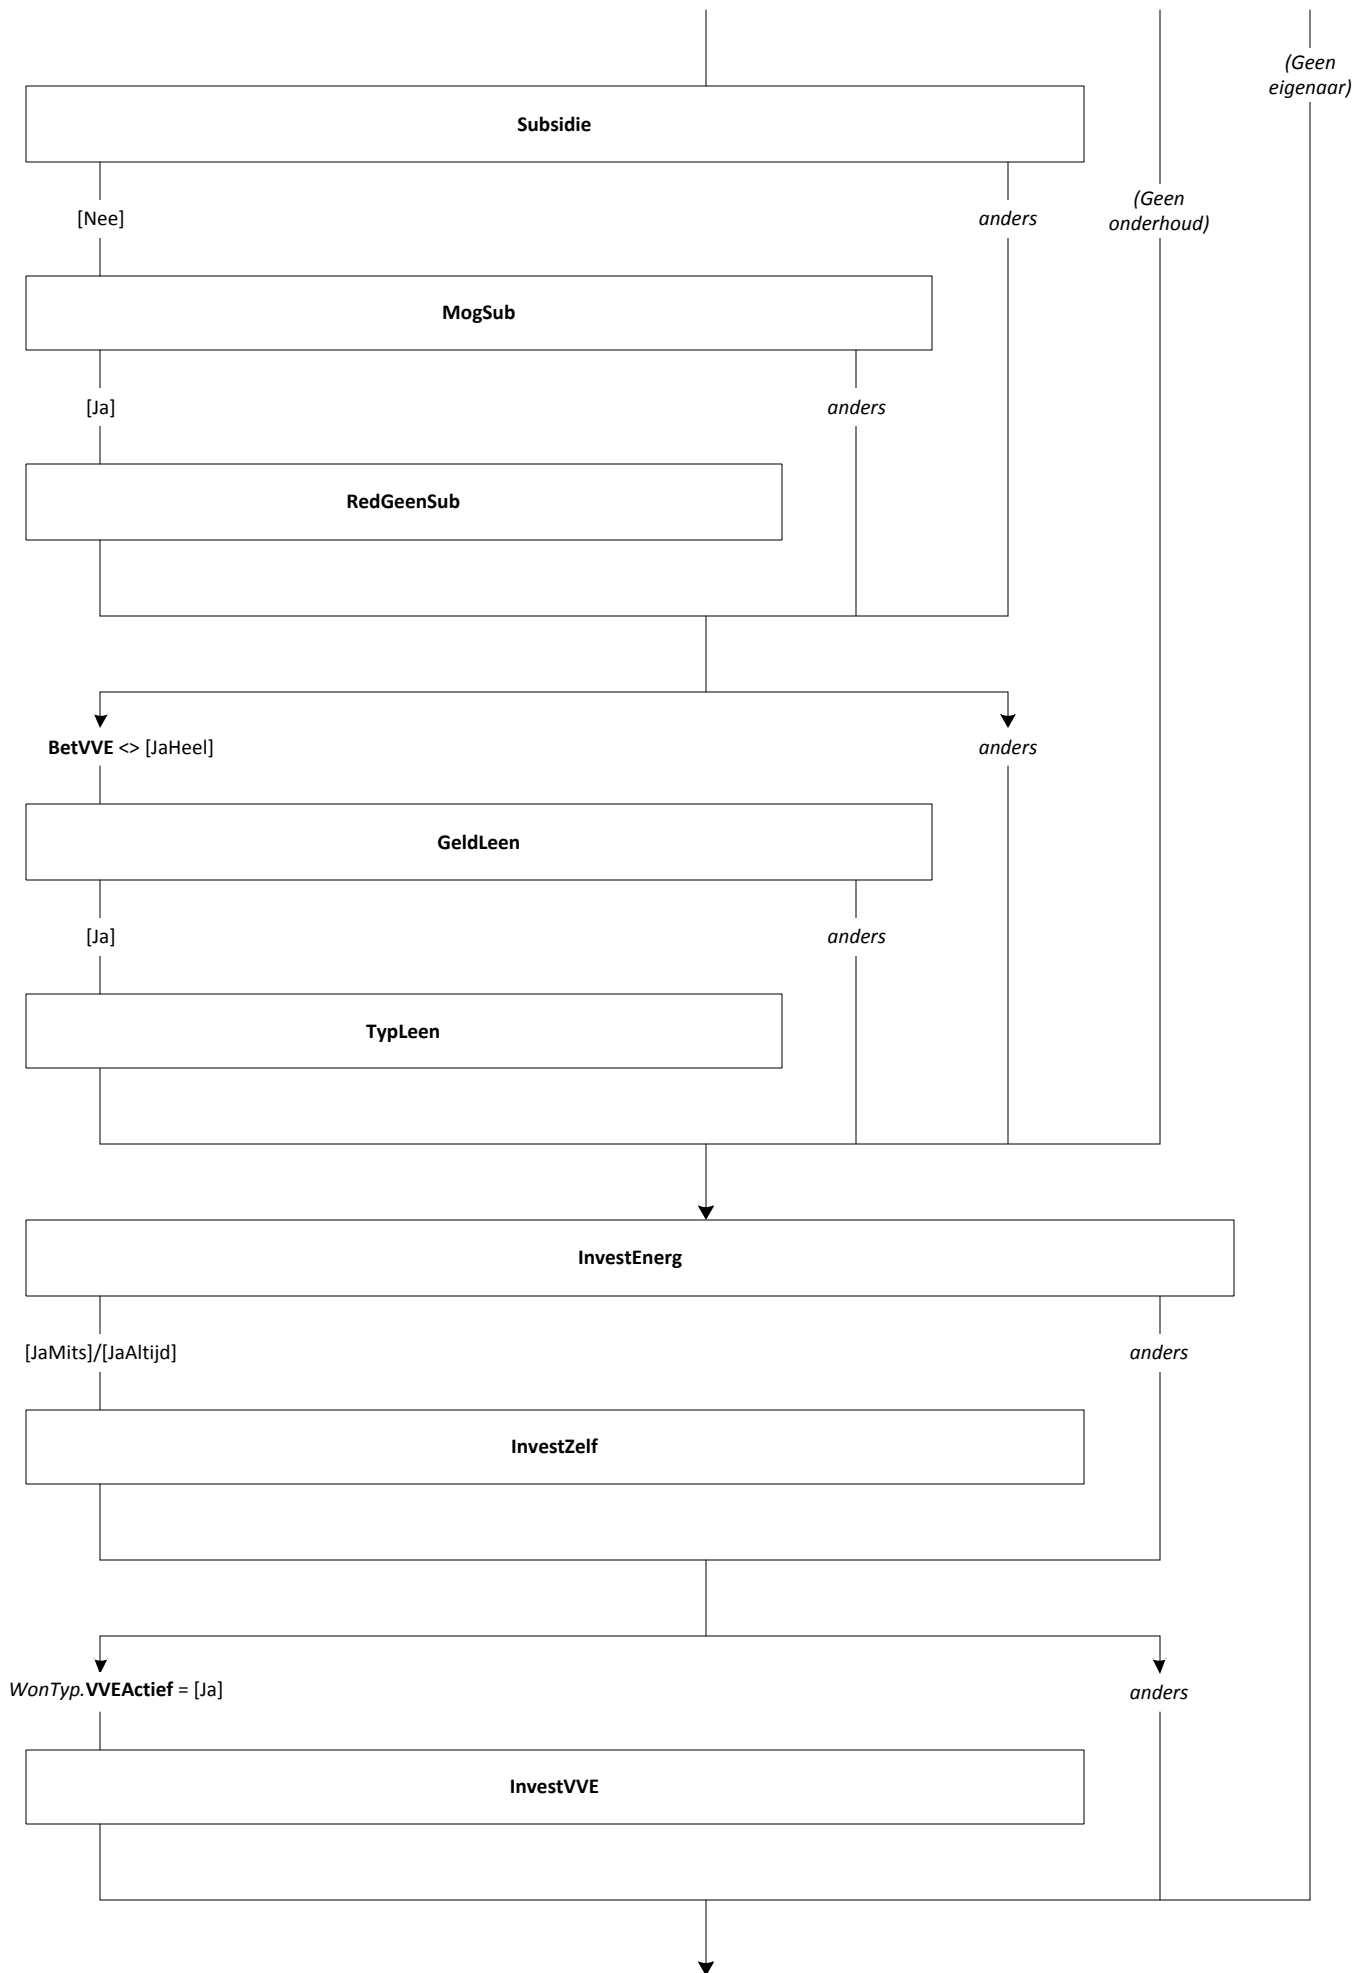 (Geen
eigenaar)
Subsidie
(Geen
onderhoud)
[Nee]
anders
MogSub
[Ja]
anders
RedGeenSub
BetVVE <> [JaHeel]
anders
GeldLeen
[Ja]
anders
TypLeen
InvestEnerg
[JaMits]/[JaAltijd]
anders
InvestZelf
WonTyp.VVEActief = [Ja]
anders
InvestVVE